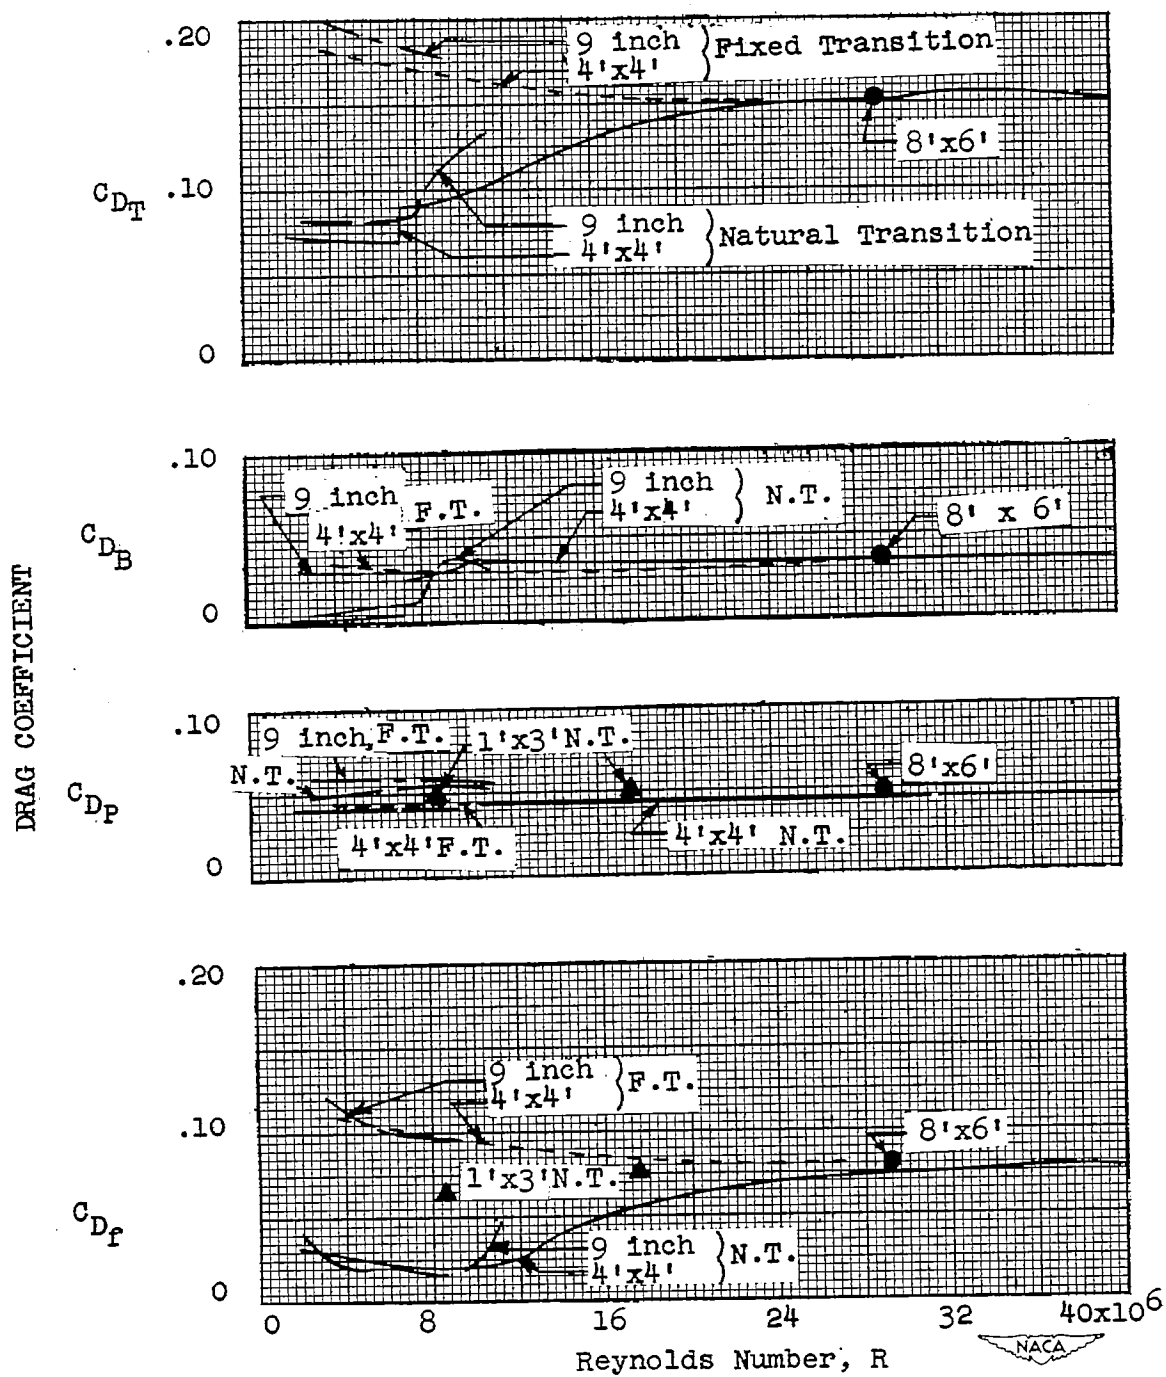 .20
9 inch
4'x4'
Fixed Transition
8'x6'
C_DT
.10
9 inch
4'x4'
Natural Transition
0
.10
9 inch
4'x4'
F.T.
9 inch
4'x4'
N.T.
8' x 6'
C_DB
0
DRAG COEFFICIENT
.10
9 inch, F.T.
1'x3'N.T.
8'x6'
N.T.
C_DP
4'x4'F.T.
4'x4' N.T.
0
.20
9 inch
4'x4'
F.T.
.10
8'x6'
1'x3'N.T.
C_Df
9 inch
4'x4'
N.T.
0
0 8 16 24 32 40x10⁶
Reynolds Number, R
NACA